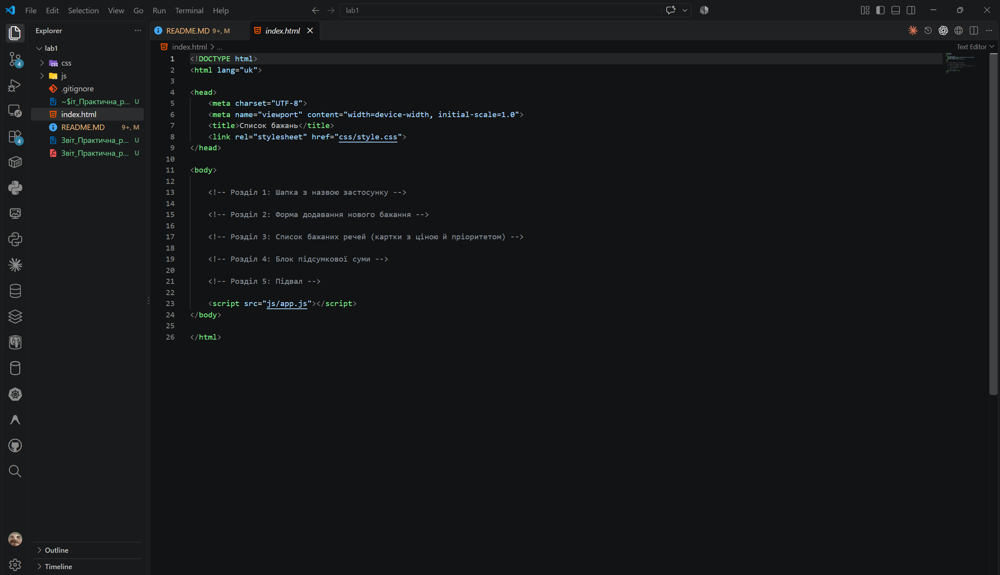 File Edit Selection View Go Run Terminal Help
lab1
Explorer
lab1
css
js
.gitignore
~$іт_Практична_р... U
index.html
README.MD 9+, M
Звіт_Практична_р... U
Звіт_Практична_р... U
Outline
Timeline
4
4
README.MD 9+, M
index.html
index.html > ...
Text Editor
1 <!DOCTYPE html>
2 <html lang="uk">
3
4 <head>
5 <meta charset="UTF-8">
6 <meta name="viewport" content="width=device-width, initial-scale=1.0">
7 <title>Список бажань</title>
8 <link rel="stylesheet" href="css/style.css">
9 </head>
10
11 <body>
12
13 <!-- Розділ 1: Шапка з назвою застосунку -->
14
15 <!-- Розділ 2: Форма додавання нового бажання -->
16
17 <!-- Розділ 3: Список бажаних речей (картки з ціною й пріоритетом) -->
18
19 <!-- Розділ 4: Блок підсумкової суми -->
20
21 <!-- Розділ 5: Підвал -->
22
23 <script src="js/app.js"></script>
24 </body>
25
26 </html>